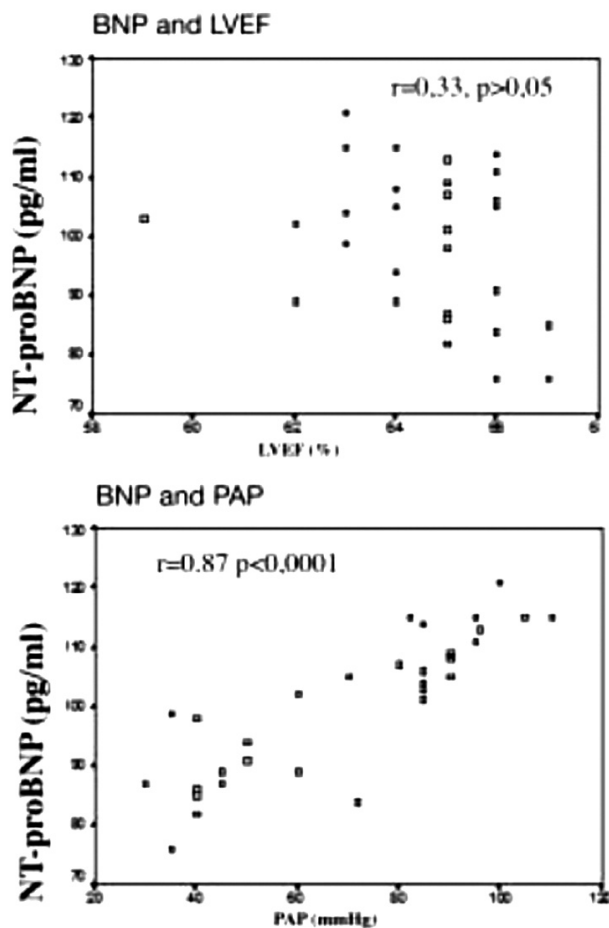 BNP and LVEF
130
r=0.33, p>0.05
120
110
100
90
80
70
NT-proBNP (pg/ml)
58 60 62 64 66 6
LVEF (%)
BNP and PAP
130
r=0.87 p<0,0001
120
110
100
90
80
70
NT-proBNP (pg/ml)
20 40 60 80 100 120
PAP (mmHg)